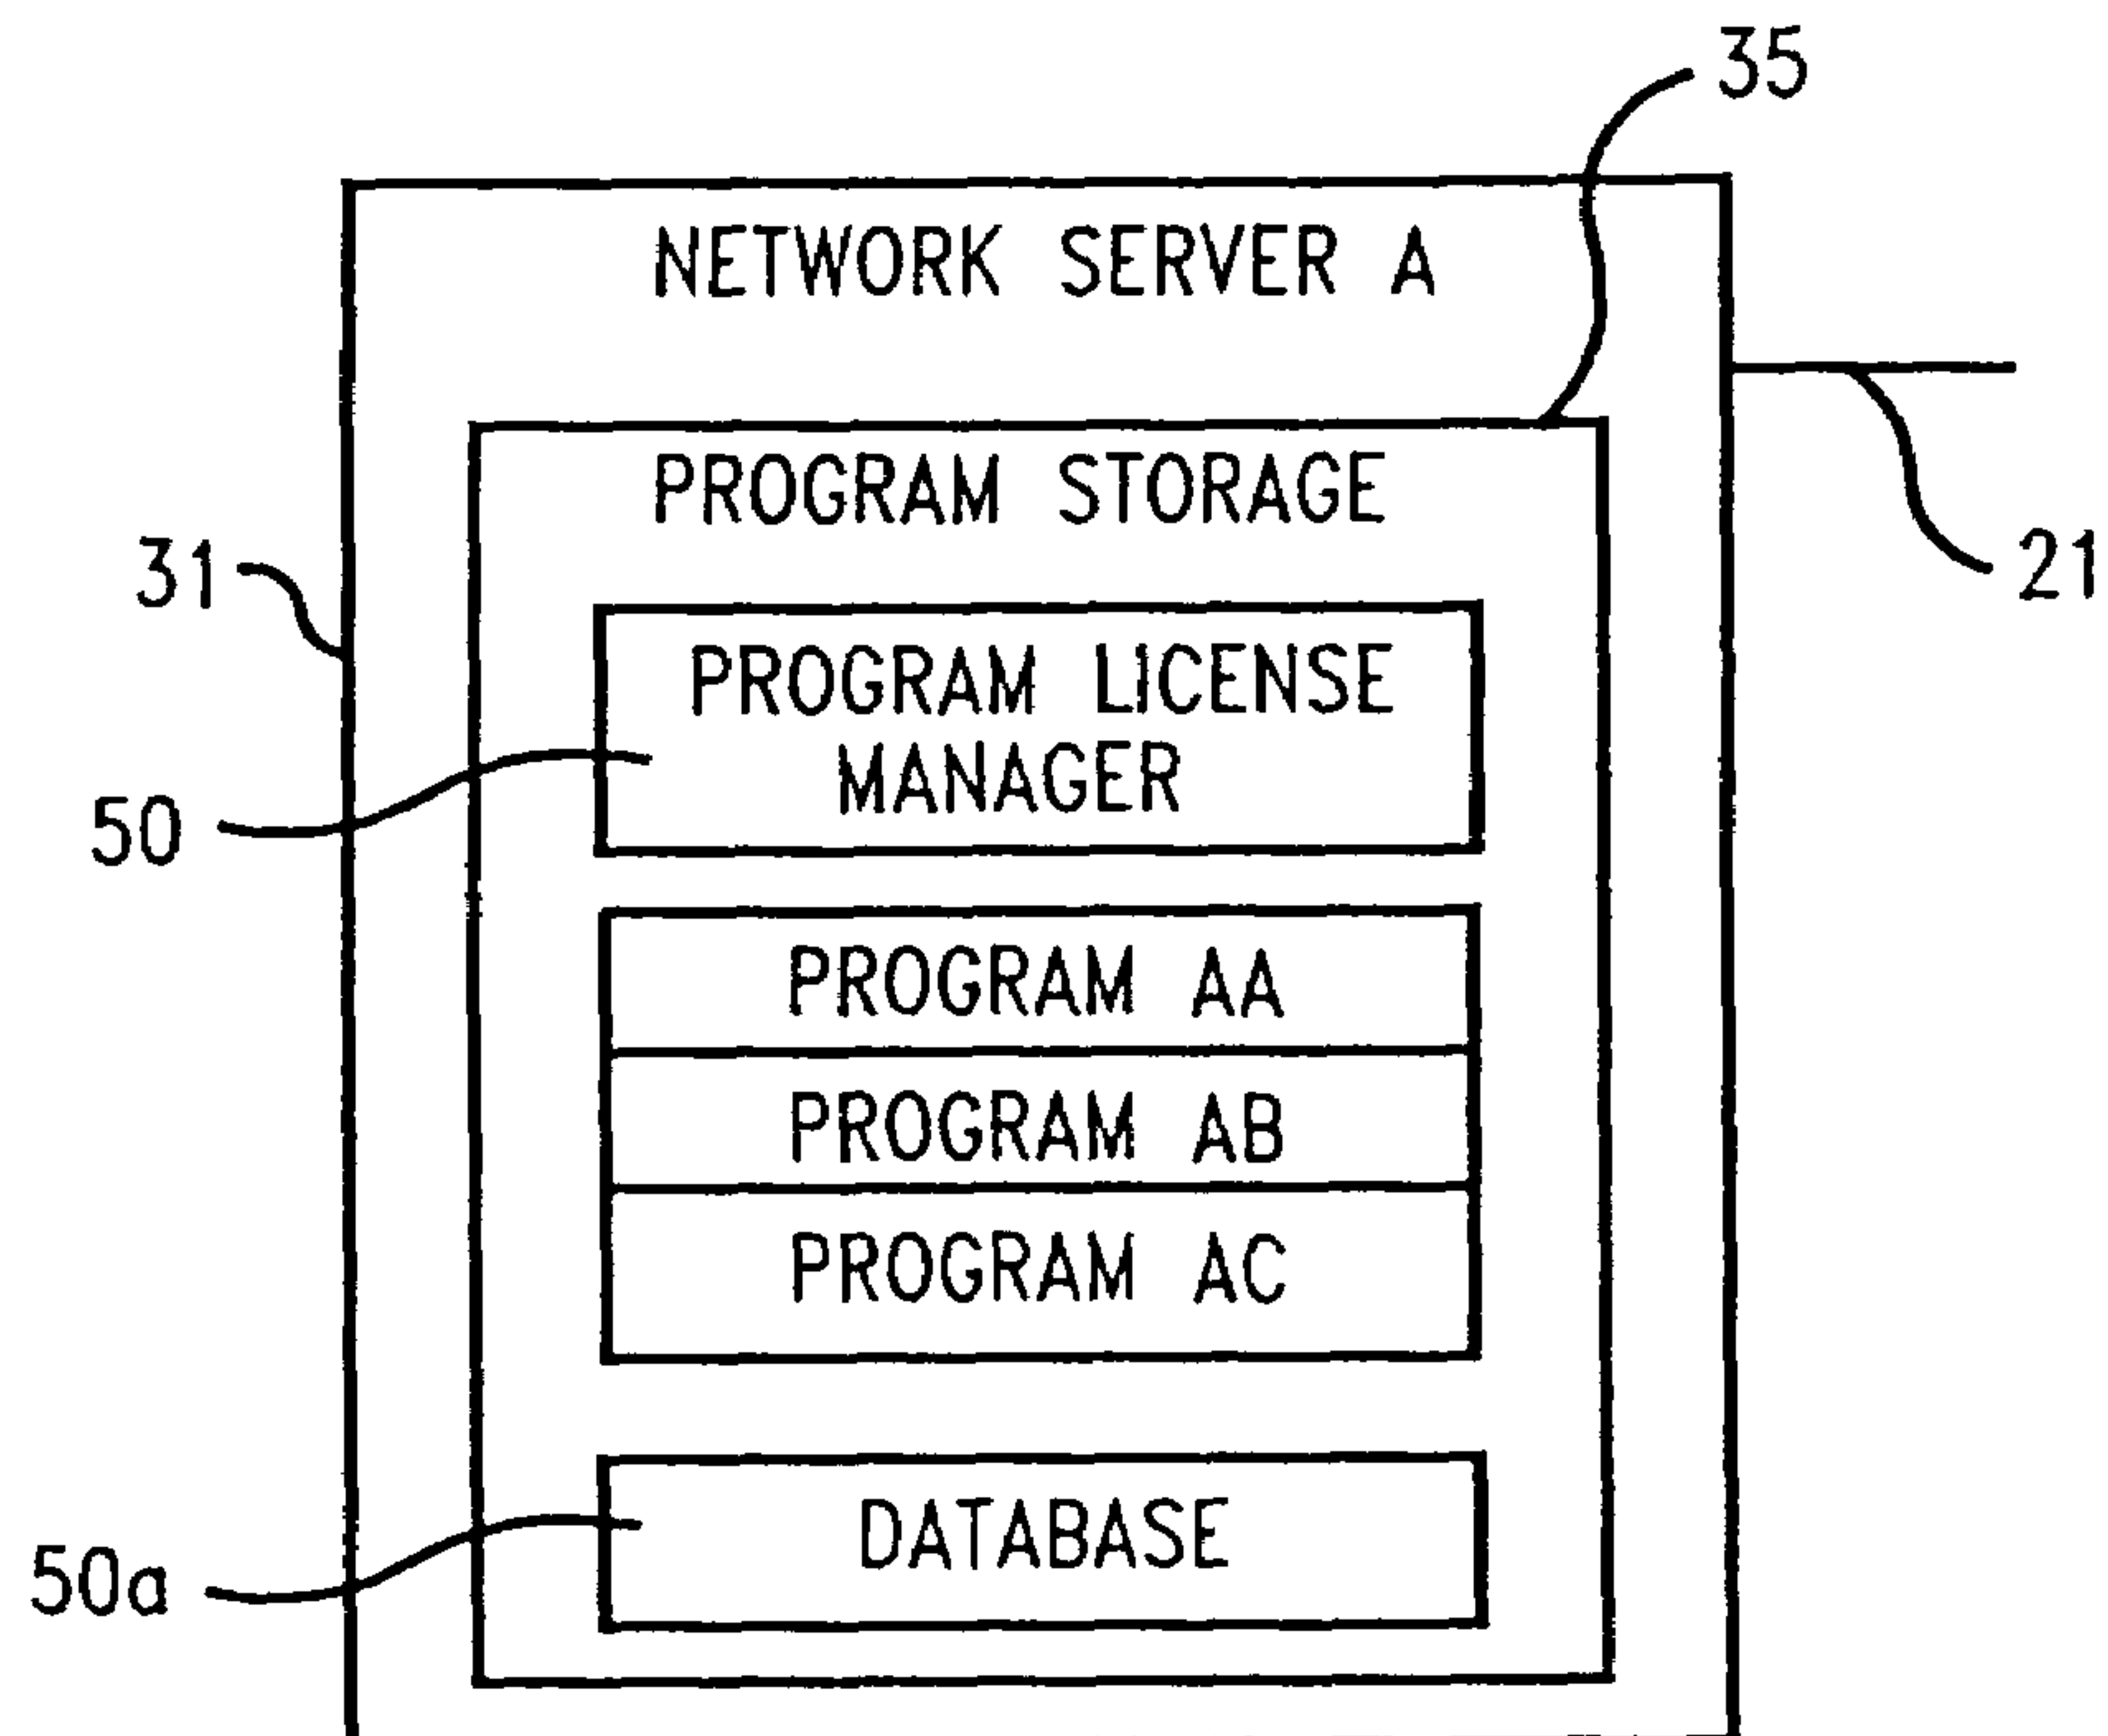 35
NETWORK SERVER A
PROGRAM STORAGE
31
21
PROGRAM LICENSE
MANAGER
50
PROGRAM AA
PROGRAM AB
PROGRAM AC
DATABASE
50a